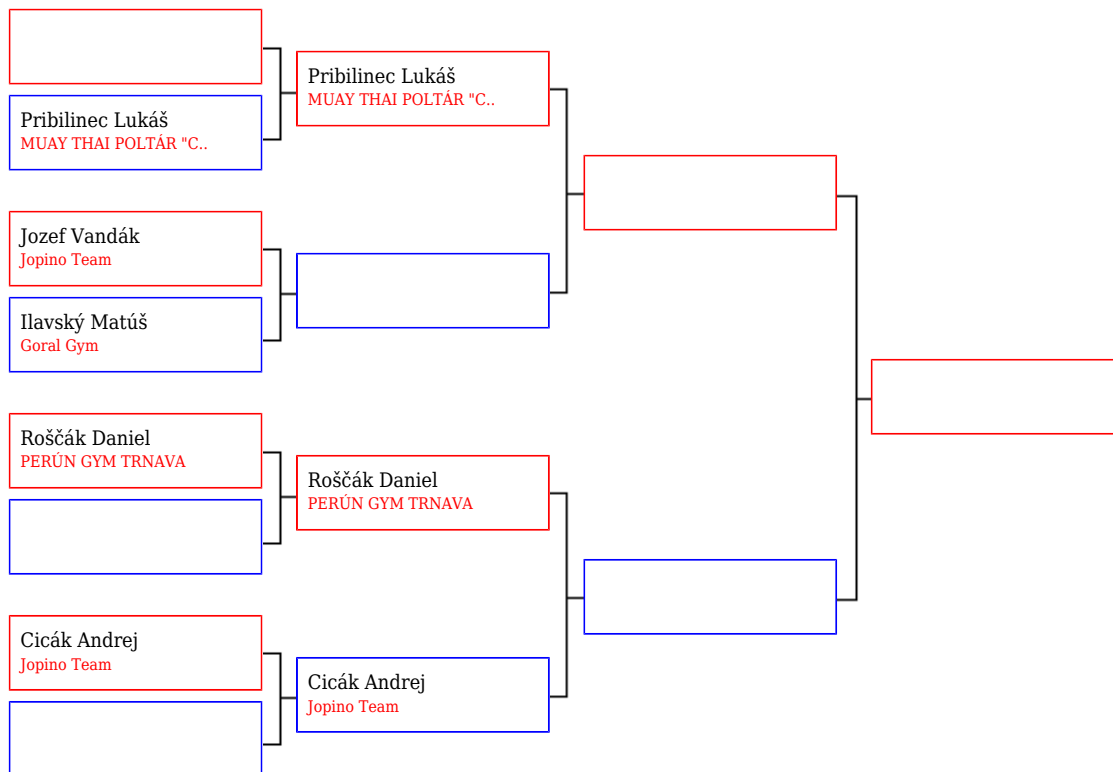 Pribilinec Lukáš
MUAY THAI POLTÁR "C..
Jozef Vandák
Jopino Team
Ilavský Matúš
Goral Gym
Roščák Daniel
PERÚN GYM TRNAVA
Cicák Andrej
Jopino Team
Pribilinec Lukáš
MUAY THAI POLTÁR "C..
Roščák Daniel
PERÚN GYM TRNAVA
Cicák Andrej
Jopino Team